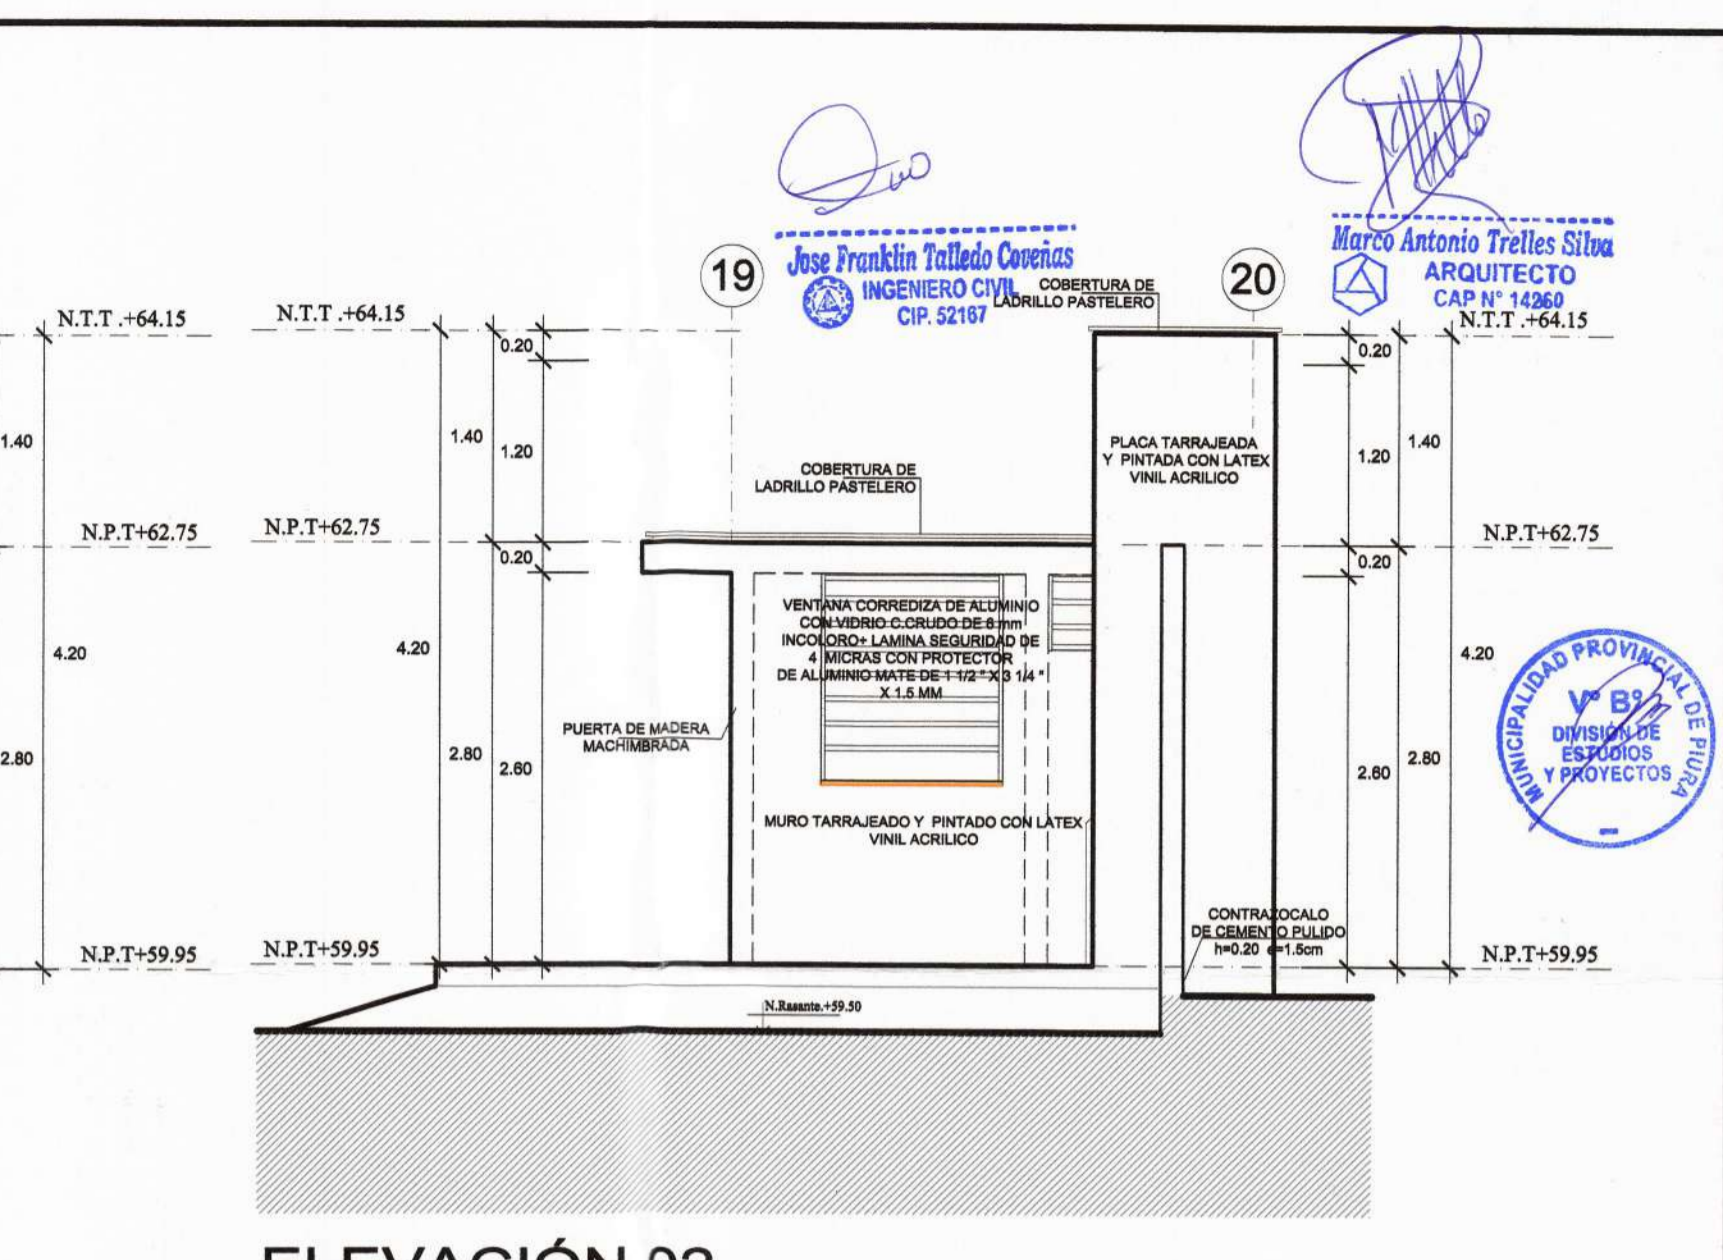 19
Jose Franklin Talledo Coveñas
INGENIERO CIVIL
CIP. 52167
COBERTURA DE
LADRILLO PASTELERO
20
Marco Antonio Trelles Silva
ARQUITECTO
CAP N° 14260
N.T.T .+64.15
N.T.T .+64.15
N.T.T .+64.15
0.20
0.20
1.40
1.40
1.20
PLACA TARRAJEADA
Y PINTADA CON LATEX
VINIL ACRILICO
1.20
1.40
COBERTURA DE
LADRILLO PASTELERO
N.P.T+62.75
N.P.T+62.75
N.P.T+62.75
0.20
0.20
VENTANA CORREDIZA DE ALUMINIO
CON VIDRIO C.CRUDO DE 6 mm
INCOLORO+ LAMINA SEGURIDAD DE
4 MICRAS CON PROTECTOR
DE ALUMINIO MATE DE 1 1/2 " X 3 1/4 "
X 1.5 MM
4.20
4.20
4.20
MUNICIPALIDAD PROVINCIAL DE PIURA
V° B°
DIVISIÓN DE
ESTUDIOS
Y PROYECTOS
PUERTA DE MADERA
MACHIMBRADA
2.80
2.80
2.60
2.60
2.80
MURO TARRAJEADO Y PINTADO CON LATEX
VINIL ACRILICO
CONTRAZOCALO
DE CEMENTO PULIDO
h=0.20 e=1.5cm
N.P.T+59.95
N.P.T+59.95
N.P.T+59.95
N.Rasante.+59.50
ELEVACIÓN